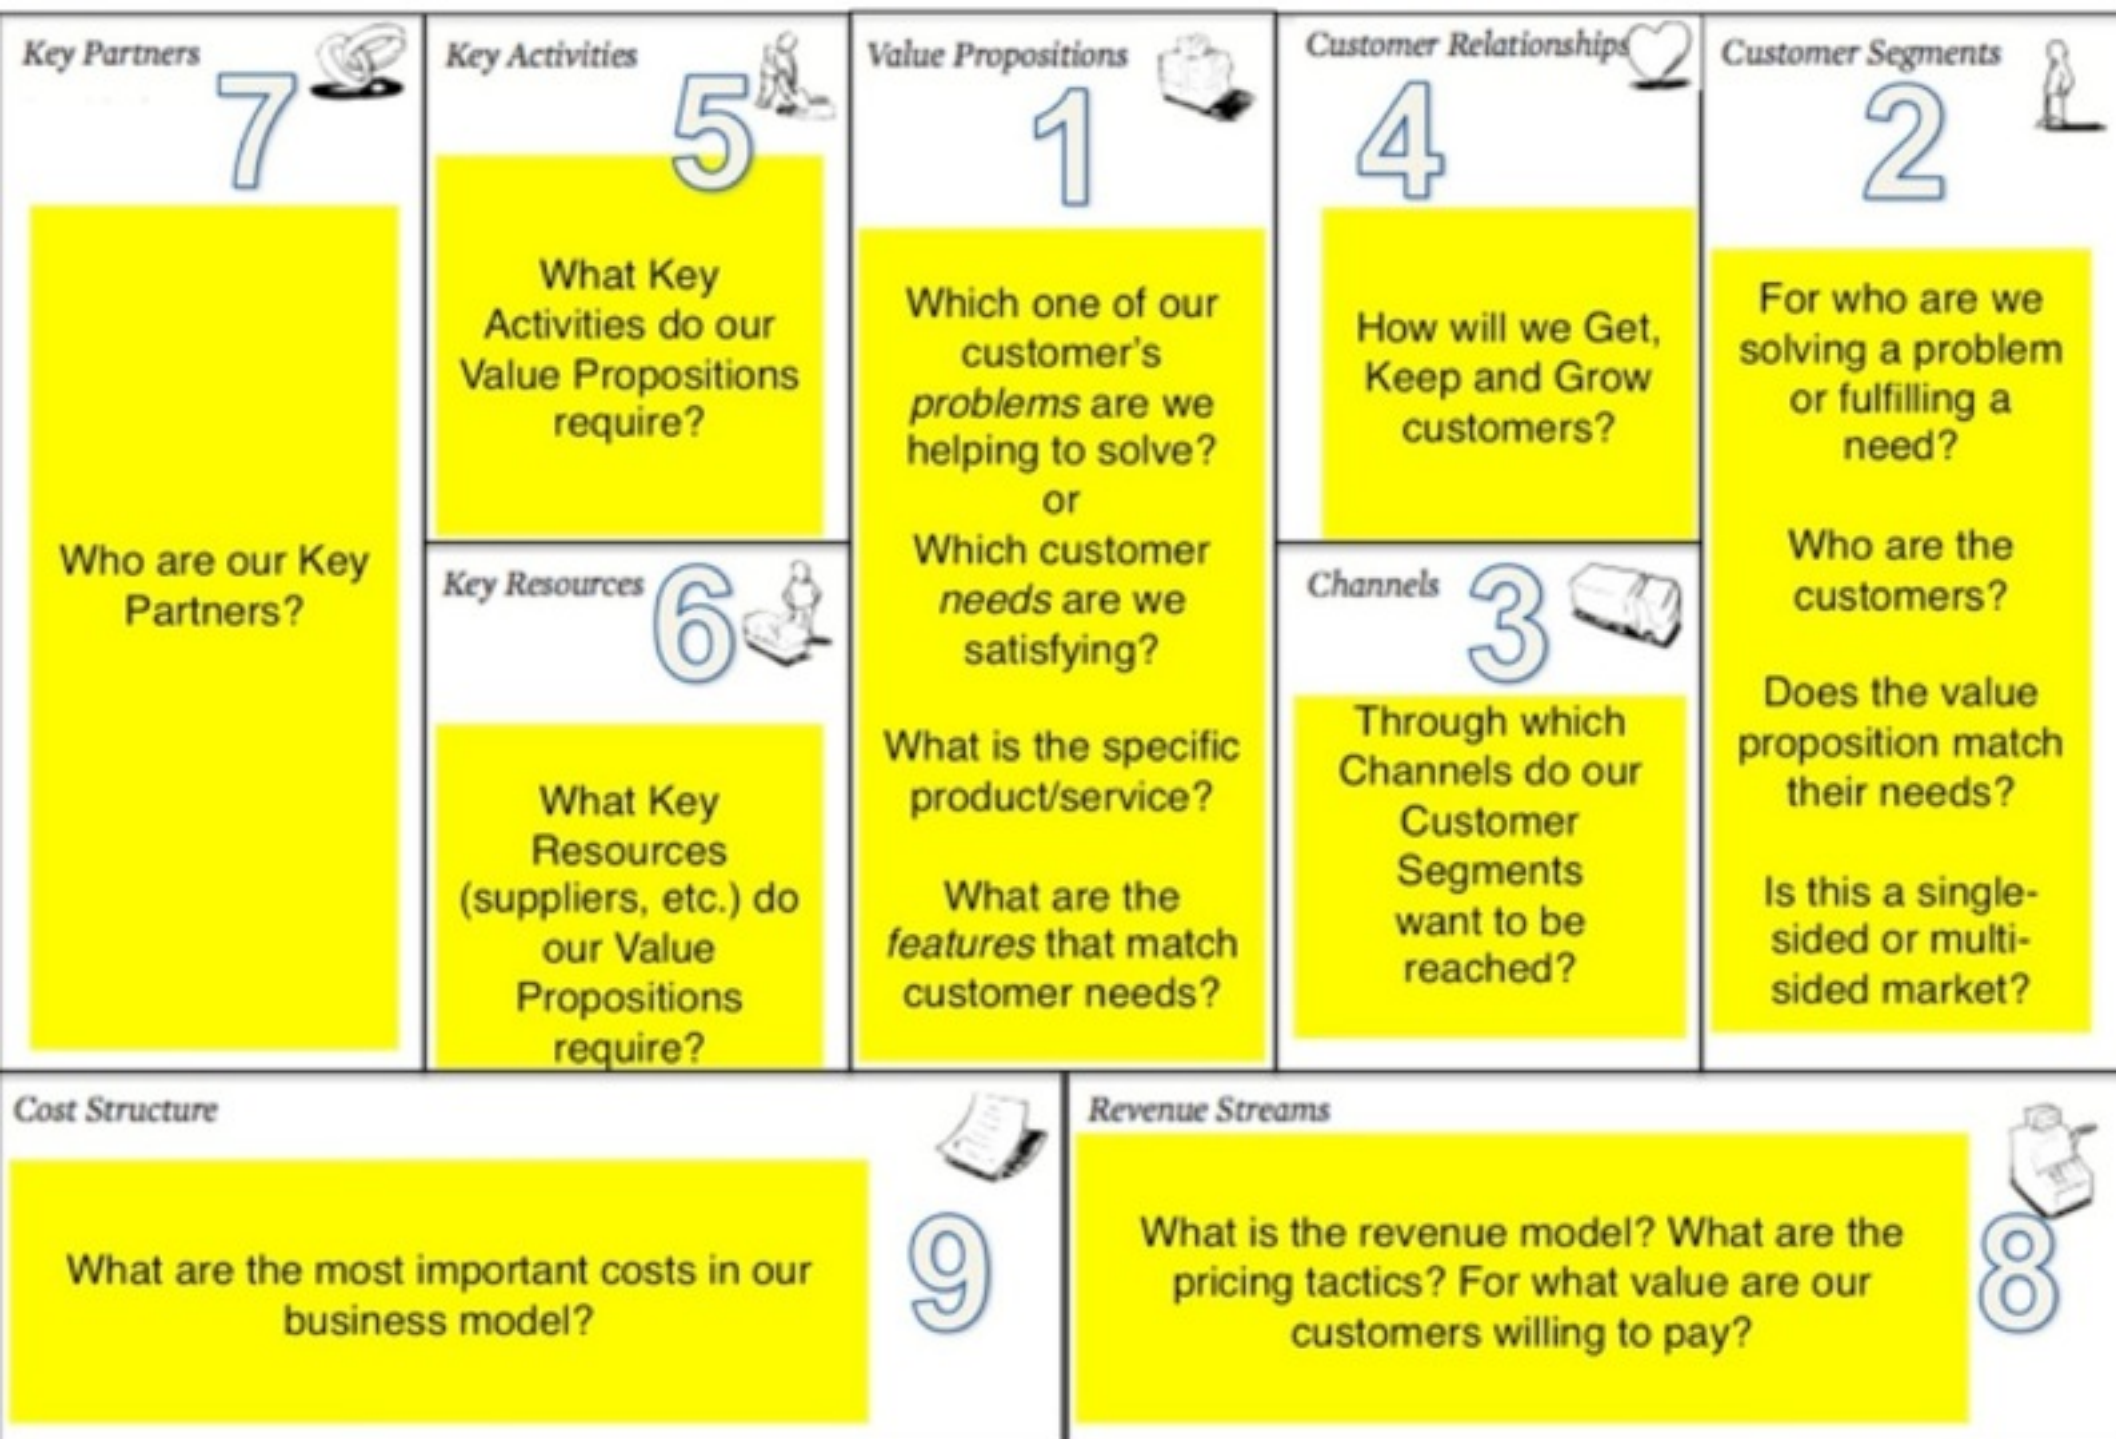 Key Partners
7
Who are our Key
Partners?
Key Activities
5
What Key
Activities do our
Value Propositions
require?
Key Resources
6
What Key
Resources
(suppliers, etc.) do
our Value
Propositions
require?
Value Propositions
1
Which one of our
customer's
problems are we
helping to solve?
or
Which customer
needs are we
satisfying?
What is the specific
product/service?
What are the
features that match
customer needs?
Customer Relationships
4
How will we Get,
Keep and Grow
customers?
Channels
3
Through which
Channels do our
Customer
Segments
want to be
reached?
Customer Segments
2
For who are we
solving a problem
or fulfilling a
need?
Who are the
customers?
Does the value
proposition match
their needs?
Is this a single-
sided or multi-
sided market?
Cost Structure
9
What are the most important costs in our
business model?
Revenue Streams
8
What is the revenue model? What are the
pricing tactics? For what value are our
customers willing to pay?